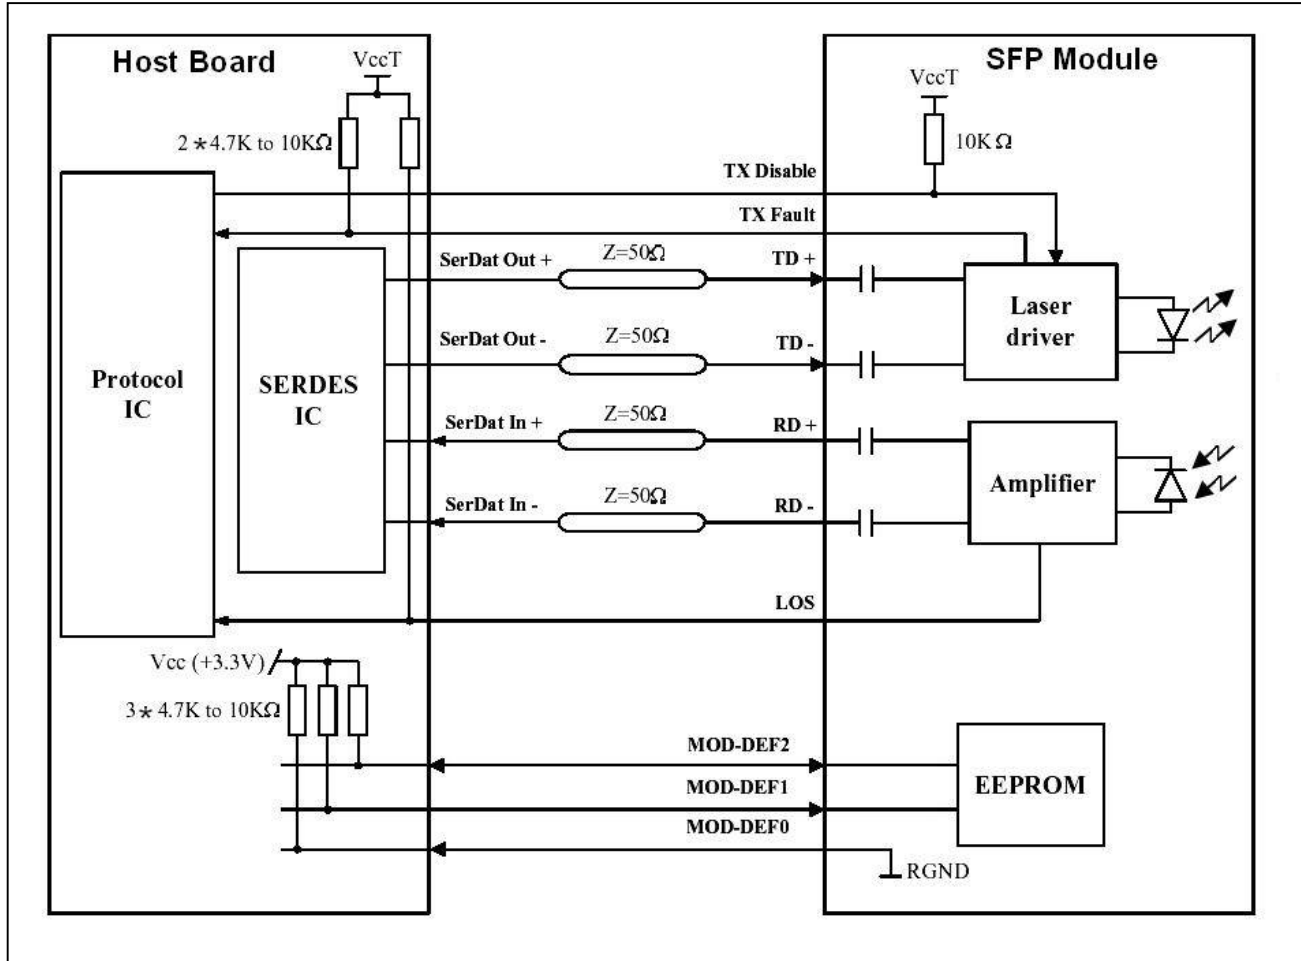 Host Board
SFP Module
VccT
VccT
2*4.7K to 10KΩ
10KΩ
TX Disable
TX Fault
SerDat Out +
Z=50Ω
TD +
Laser
driver
SerDat Out -
Z=50Ω
TD -
Protocol
IC
SERDES
IC
SerDat In +
Z=50Ω
RD +
Amplifier
SerDat In -
Z=50Ω
RD -
LOS
Vcc (+3.3V)
3*4.7K to 10KΩ
MOD-DEF2
MOD-DEF1
EEPROM
MOD-DEF0
RGND